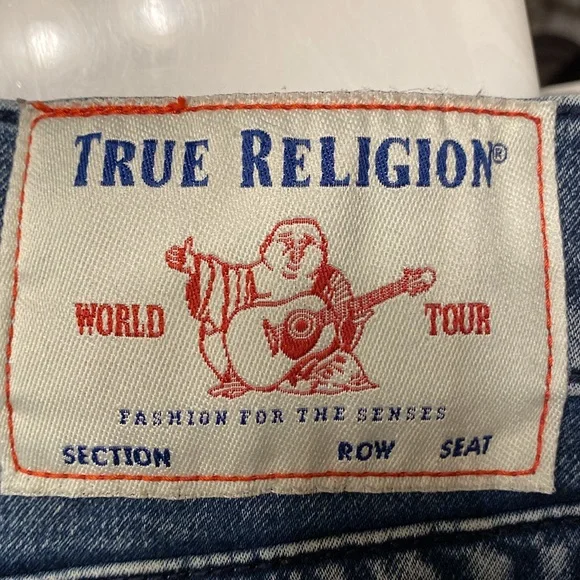 TRUE RELIGION®
WORLD TOUR
FASHION FOR THE SENSES
SECTION ROW SEAT